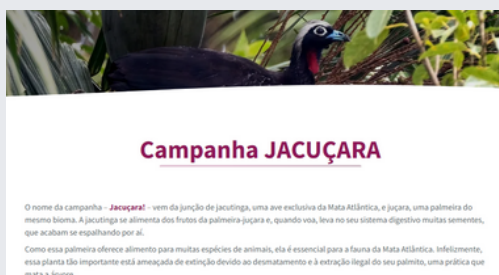 Campanha JACUÇARA
O nome da campanha – Jacuçara! – vem da junção de jacutinga, uma ave exclusiva da Mata Atlântica, e juçara, uma palmeira do
mesmo bioma. A jacutinga se alimenta dos frutos da palmeira-juçara e, quando voa, leva no seu sistema digestivo muitas sementes,
que acabam se espalhando por aí.
Como essa palmeira oferece alimento para muitas espécies de animais, ela é essencial para a fauna da Mata Atlântica. Infelizmente,
essa planta tão importante está ameaçada de extinção devido ao desmatamento e à extração ilegal do seu palmito, uma prática que
mata a árvore.